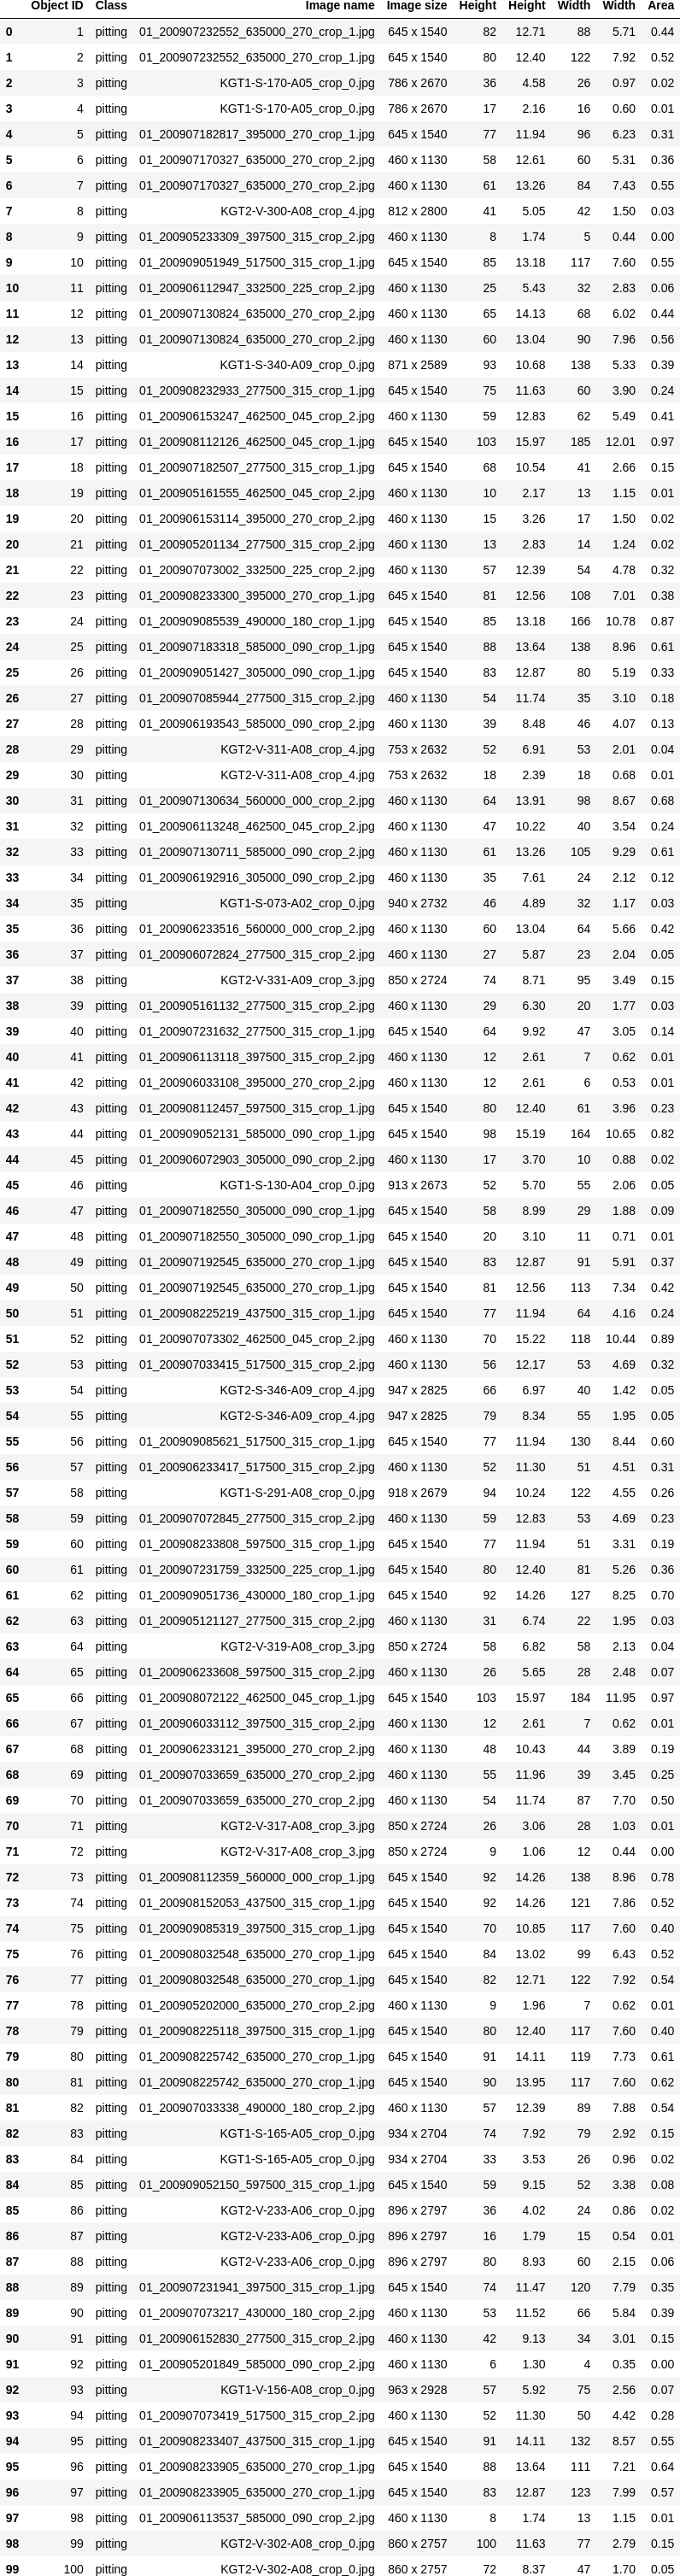 Object ID Class Image name Image size Height Height Width Width Area
0 1 pitting 01_200907232552_635000_270_crop_1.jpg 645 x 1540 82 12.71 88 5.71 0.44
1 2 pitting 01_200907232552_635000_270_crop_1.jpg 645 x 1540 80 12.40 122 7.92 0.52
2 3 pitting KGT1-S-170-A05_crop_0.jpg 786 x 2670 36 4.58 26 0.97 0.02
3 4 pitting KGT1-S-170-A05_crop_0.jpg 786 x 2670 17 2.16 16 0.60 0.01
4 5 pitting 01_200907182817_395000_270_crop_1.jpg 645 x 1540 77 11.94 96 6.23 0.31
5 6 pitting 01_200907170327_635000_270_crop_2.jpg 460 x 1130 58 12.61 60 5.31 0.36
6 7 pitting 01_200907170327_635000_270_crop_2.jpg 460 x 1130 61 13.26 84 7.43 0.55
7 8 pitting KGT2-V-300-A08_crop_4.jpg 812 x 2800 41 5.05 42 1.50 0.03
8 9 pitting 01_200905233309_397500_315_crop_2.jpg 460 x 1130 8 1.74 5 0.44 0.00
9 10 pitting 01_200909051949_517500_315_crop_1.jpg 645 x 1540 85 13.18 117 7.60 0.55
10 11 pitting 01_200906112947_332500_225_crop_2.jpg 460 x 1130 25 5.43 32 2.83 0.06
11 12 pitting 01_200907130824_635000_270_crop_2.jpg 460 x 1130 65 14.13 68 6.02 0.44
12 13 pitting 01_200907130824_635000_270_crop_2.jpg 460 x 1130 60 13.04 90 7.96 0.56
13 14 pitting KGT1-S-340-A09_crop_0.jpg 871 x 2589 93 10.68 138 5.33 0.39
14 15 pitting 01_200908232933_277500_315_crop_1.jpg 645 x 1540 75 11.63 60 3.90 0.24
15 16 pitting 01_200906153247_462500_045_crop_2.jpg 460 x 1130 59 12.83 62 5.49 0.41
16 17 pitting 01_200908112126_462500_045_crop_1.jpg 645 x 1540 103 15.97 185 12.01 0.97
17 18 pitting 01_200907182507_277500_315_crop_1.jpg 645 x 1540 68 10.54 41 2.66 0.15
18 19 pitting 01_200905161555_462500_045_crop_2.jpg 460 x 1130 10 2.17 13 1.15 0.01
19 20 pitting 01_200906153114_395000_270_crop_2.jpg 460 x 1130 15 3.26 17 1.50 0.02
20 21 pitting 01_200905201134_277500_315_crop_2.jpg 460 x 1130 13 2.83 14 1.24 0.02
21 22 pitting 01_200907073002_332500_225_crop_2.jpg 460 x 1130 57 12.39 54 4.78 0.32
22 23 pitting 01_200908233300_395000_270_crop_1.jpg 645 x 1540 81 12.56 108 7.01 0.38
23 24 pitting 01_200909085539_490000_180_crop_1.jpg 645 x 1540 85 13.18 166 10.78 0.87
24 25 pitting 01_200907183318_585000_090_crop_1.jpg 645 x 1540 88 13.64 138 8.96 0.61
25 26 pitting 01_200909051427_305000_090_crop_1.jpg 645 x 1540 83 12.87 80 5.19 0.33
26 27 pitting 01_200907085944_277500_315_crop_2.jpg 460 x 1130 54 11.74 35 3.10 0.18
27 28 pitting 01_200906193543_585000_090_crop_2.jpg 460 x 1130 39 8.48 46 4.07 0.13
28 29 pitting KGT2-V-311-A08_crop_4.jpg 753 x 2632 52 6.91 53 2.01 0.04
29 30 pitting KGT2-V-311-A08_crop_4.jpg 753 x 2632 18 2.39 18 0.68 0.01
30 31 pitting 01_200907130634_560000_000_crop_2.jpg 460 x 1130 64 13.91 98 8.67 0.68
31 32 pitting 01_200906113248_462500_045_crop_2.jpg 460 x 1130 47 10.22 40 3.54 0.24
32 33 pitting 01_200907130711_585000_090_crop_2.jpg 460 x 1130 61 13.26 105 9.29 0.61
33 34 pitting 01_200906192916_305000_090_crop_2.jpg 460 x 1130 35 7.61 24 2.12 0.12
34 35 pitting KGT1-S-073-A02_crop_0.jpg 940 x 2732 46 4.89 32 1.17 0.03
35 36 pitting 01_200906233516_560000_000_crop_2.jpg 460 x 1130 60 13.04 64 5.66 0.42
36 37 pitting 01_200906072824_277500_315_crop_2.jpg 460 x 1130 27 5.87 23 2.04 0.05
37 38 pitting KGT2-V-331-A09_crop_3.jpg 850 x 2724 74 8.71 95 3.49 0.15
38 39 pitting 01_200905161132_277500_315_crop_2.jpg 460 x 1130 29 6.30 20 1.77 0.03
39 40 pitting 01_200907231632_277500_315_crop_1.jpg 645 x 1540 64 9.92 47 3.05 0.14
40 41 pitting 01_200906113118_397500_315_crop_2.jpg 460 x 1130 12 2.61 7 0.62 0.01
41 42 pitting 01_200906033108_395000_270_crop_2.jpg 460 x 1130 12 2.61 6 0.53 0.01
42 43 pitting 01_200908112457_597500_315_crop_1.jpg 645 x 1540 80 12.40 61 3.96 0.23
43 44 pitting 01_200909052131_585000_090_crop_1.jpg 645 x 1540 98 15.19 164 10.65 0.82
44 45 pitting 01_200906072903_305000_090_crop_2.jpg 460 x 1130 17 3.70 10 0.88 0.02
45 46 pitting KGT1-S-130-A04_crop_0.jpg 913 x 2673 52 5.70 55 2.06 0.05
46 47 pitting 01_200907182550_305000_090_crop_1.jpg 645 x 1540 58 8.99 29 1.88 0.09
47 48 pitting 01_200907182550_305000_090_crop_1.jpg 645 x 1540 20 3.10 11 0.71 0.01
48 49 pitting 01_200907192545_635000_270_crop_1.jpg 645 x 1540 83 12.87 91 5.91 0.37
49 50 pitting 01_200907192545_635000_270_crop_1.jpg 645 x 1540 81 12.56 113 7.34 0.42
50 51 pitting 01_200908225219_437500_315_crop_1.jpg 645 x 1540 77 11.94 64 4.16 0.24
51 52 pitting 01_200907073302_462500_045_crop_2.jpg 460 x 1130 70 15.22 118 10.44 0.89
52 53 pitting 01_200907033415_517500_315_crop_2.jpg 460 x 1130 56 12.17 53 4.69 0.32
53 54 pitting KGT2-S-346-A09_crop_4.jpg 947 x 2825 66 6.97 40 1.42 0.05
54 55 pitting KGT2-S-346-A09_crop_4.jpg 947 x 2825 79 8.34 55 1.95 0.05
55 56 pitting 01_200909085621_517500_315_crop_1.jpg 645 x 1540 77 11.94 130 8.44 0.60
56 57 pitting 01_200906233417_517500_315_crop_2.jpg 460 x 1130 52 11.30 51 4.51 0.31
57 58 pitting KGT1-S-291-A08_crop_0.jpg 918 x 2679 94 10.24 122 4.55 0.26
58 59 pitting 01_200907072845_277500_315_crop_2.jpg 460 x 1130 59 12.83 53 4.69 0.23
59 60 pitting 01_200908233808_597500_315_crop_1.jpg 645 x 1540 77 11.94 51 3.31 0.19
60 61 pitting 01_200907231759_332500_225_crop_1.jpg 645 x 1540 80 12.40 81 5.26 0.36
61 62 pitting 01_200909051736_430000_180_crop_1.jpg 645 x 1540 92 14.26 127 8.25 0.70
62 63 pitting 01_200905121127_277500_315_crop_2.jpg 460 x 1130 31 6.74 22 1.95 0.03
63 64 pitting KGT2-V-319-A08_crop_3.jpg 850 x 2724 58 6.82 58 2.13 0.04
64 65 pitting 01_200906233608_597500_315_crop_2.jpg 460 x 1130 26 5.65 28 2.48 0.07
65 66 pitting 01_200908072122_462500_045_crop_1.jpg 645 x 1540 103 15.97 184 11.95 0.97
66 67 pitting 01_200906033112_397500_315_crop_2.jpg 460 x 1130 12 2.61 7 0.62 0.01
67 68 pitting 01_200906233121_395000_270_crop_2.jpg 460 x 1130 48 10.43 44 3.89 0.19
68 69 pitting 01_200907033659_635000_270_crop_2.jpg 460 x 1130 55 11.96 39 3.45 0.25
69 70 pitting 01_200907033659_635000_270_crop_2.jpg 460 x 1130 54 11.74 87 7.70 0.50
70 71 pitting KGT2-V-317-A08_crop_3.jpg 850 x 2724 26 3.06 28 1.03 0.01
71 72 pitting KGT2-V-317-A08_crop_3.jpg 850 x 2724 9 1.06 12 0.44 0.00
72 73 pitting 01_200908112359_560000_000_crop_1.jpg 645 x 1540 92 14.26 138 8.96 0.78
73 74 pitting 01_200908152053_437500_315_crop_1.jpg 645 x 1540 92 14.26 121 7.86 0.52
74 75 pitting 01_200909085319_397500_315_crop_1.jpg 645 x 1540 70 10.85 117 7.60 0.40
75 76 pitting 01_200908032548_635000_270_crop_1.jpg 645 x 1540 84 13.02 99 6.43 0.52
76 77 pitting 01_200908032548_635000_270_crop_1.jpg 645 x 1540 82 12.71 122 7.92 0.54
77 78 pitting 01_200905202000_635000_270_crop_2.jpg 460 x 1130 9 1.96 7 0.62 0.01
78 79 pitting 01_200908225118_397500_315_crop_1.jpg 645 x 1540 80 12.40 117 7.60 0.40
79 80 pitting 01_200908225742_635000_270_crop_1.jpg 645 x 1540 91 14.11 119 7.73 0.61
80 81 pitting 01_200908225742_635000_270_crop_1.jpg 645 x 1540 90 13.95 117 7.60 0.62
81 82 pitting 01_200907033338_490000_180_crop_2.jpg 460 x 1130 57 12.39 89 7.88 0.54
82 83 pitting KGT1-S-165-A05_crop_0.jpg 934 x 2704 74 7.92 79 2.92 0.15
83 84 pitting KGT1-S-165-A05_crop_0.jpg 934 x 2704 33 3.53 26 0.96 0.02
84 85 pitting 01_200909052150_597500_315_crop_1.jpg 645 x 1540 59 9.15 52 3.38 0.08
85 86 pitting KGT2-V-233-A06_crop_0.jpg 896 x 2797 36 4.02 24 0.86 0.02
86 87 pitting KGT2-V-233-A06_crop_0.jpg 896 x 2797 16 1.79 15 0.54 0.01
87 88 pitting KGT2-V-233-A06_crop_0.jpg 896 x 2797 80 8.93 60 2.15 0.06
88 89 pitting 01_200907231941_397500_315_crop_1.jpg 645 x 1540 74 11.47 120 7.79 0.35
89 90 pitting 01_200907073217_430000_180_crop_2.jpg 460 x 1130 53 11.52 66 5.84 0.39
90 91 pitting 01_200906152830_277500_315_crop_2.jpg 460 x 1130 42 9.13 34 3.01 0.15
91 92 pitting 01_200905201849_585000_090_crop_2.jpg 460 x 1130 6 1.30 4 0.35 0.00
92 93 pitting KGT1-V-156-A08_crop_0.jpg 963 x 2928 57 5.92 75 2.56 0.07
93 94 pitting 01_200907073419_517500_315_crop_2.jpg 460 x 1130 52 11.30 50 4.42 0.28
94 95 pitting 01_200908233407_437500_315_crop_1.jpg 645 x 1540 91 14.11 132 8.57 0.55
95 96 pitting 01_200908233905_635000_270_crop_1.jpg 645 x 1540 88 13.64 111 7.21 0.64
96 97 pitting 01_200908233905_635000_270_crop_1.jpg 645 x 1540 83 12.87 123 7.99 0.57
97 98 pitting 01_200906113537_585000_090_crop_2.jpg 460 x 1130 8 1.74 13 1.15 0.01
98 99 pitting KGT2-V-302-A08_crop_0.jpg 860 x 2757 100 11.63 77 2.79 0.15
99 100 pitting KGT2-V-302-A08_crop_0.jpg 860 x 2757 72 8.37 47 1.70 0.05